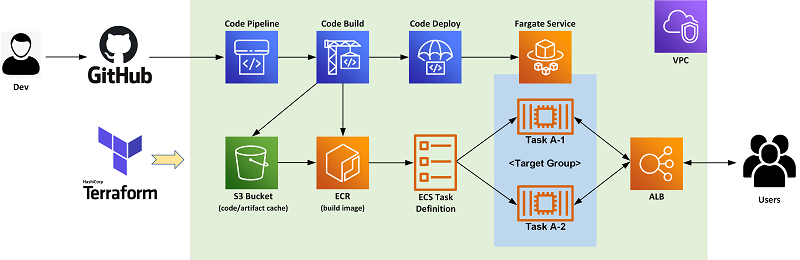 Code Pipeline
Code Build
Code Deploy
Fargate Service
VPC
Dev
GitHub
HashiCorp
Terraform
Task A-1
<Target Group>
Task A-2
S3 Bucket
(code/artifact cache)
ECR
(build image)
ECS Task
Definition
ALB
Users